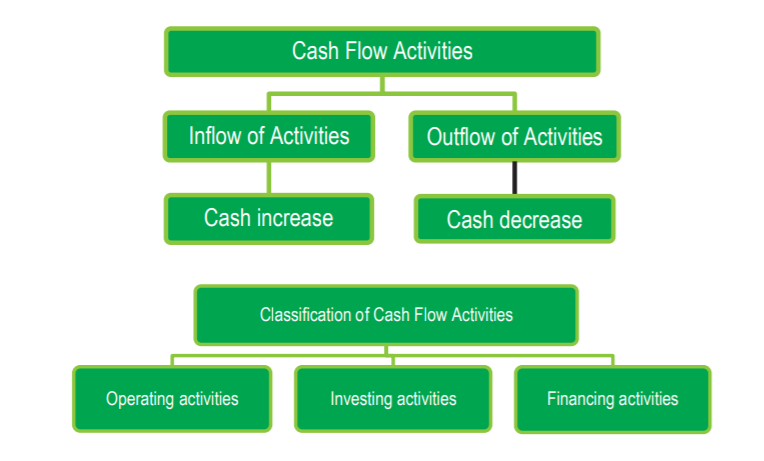 Cash Flow Activities
Inflow of Activities
Outflow of Activities
Cash increase
Cash decrease
Classification of Cash Flow Activities
Operating activities
Investing activities
Financing activities